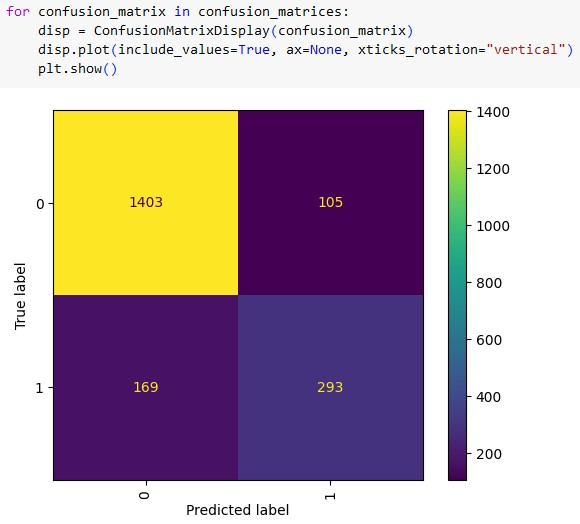 for confusion_matrix in confusion_matrices:
    disp = ConfusionMatrixDisplay(confusion_matrix)
    disp.plot(include_values=True, ax=None, xticks_rotation="vertical")
    plt.show()
1400
1200
1000
800
600
400
200
True label
0
1403
105
1
169
293
0
1
Predicted label